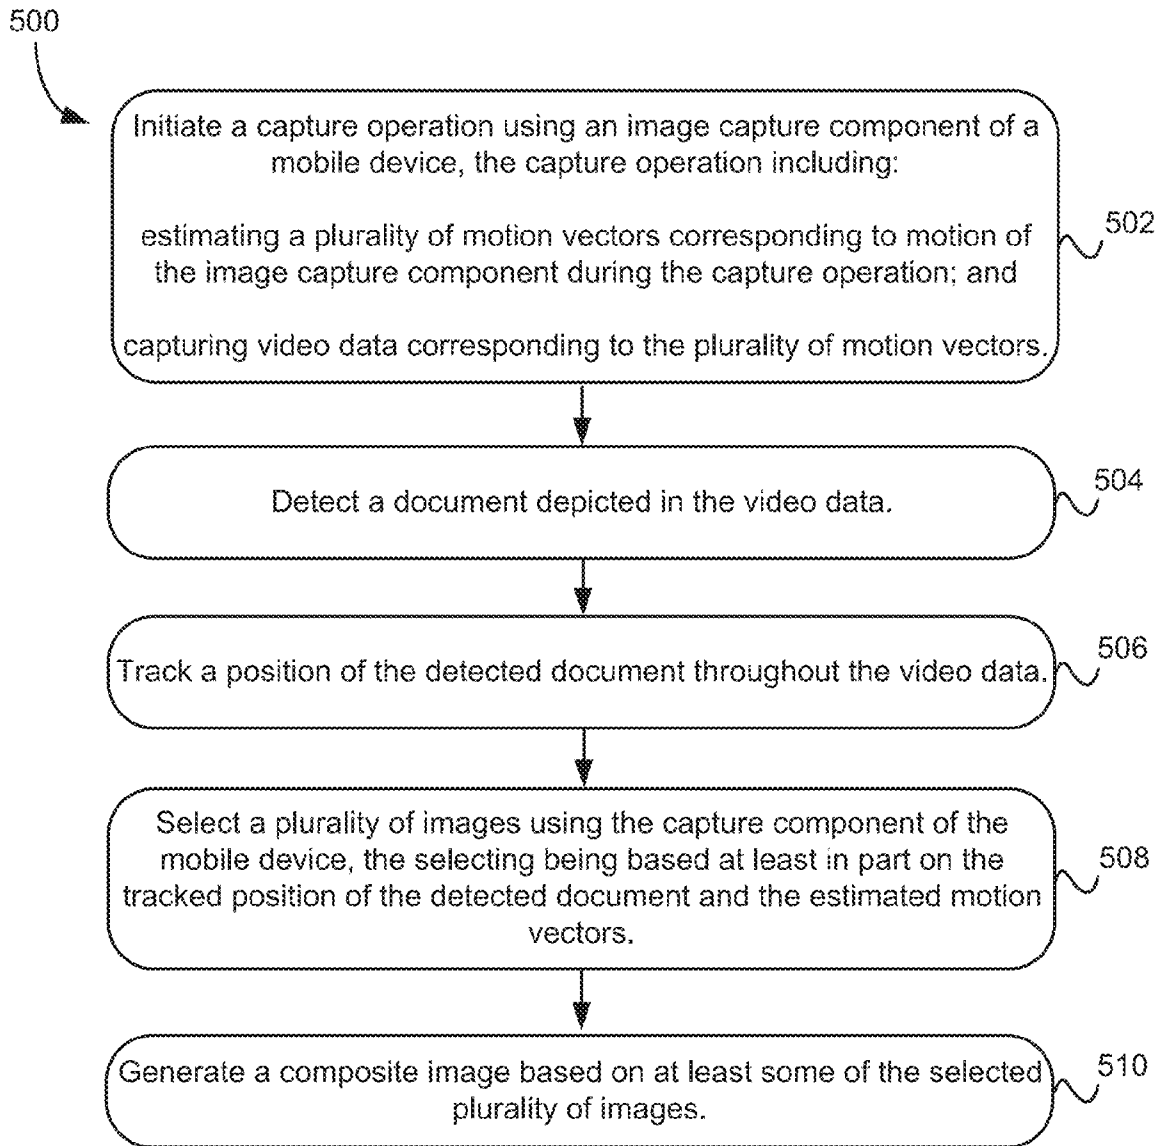 500
Initiate a capture operation using an image capture component of a
mobile device, the capture operation including:
estimating a plurality of motion vectors corresponding to motion of
the image capture component during the capture operation; and
capturing video data corresponding to the plurality of motion vectors.
502
Detect a document depicted in the video data.
504
Track a position of the detected document throughout the video data.
506
Select a plurality of images using the capture component of the
mobile device, the selecting being based at least in part on the
tracked position of the detected document and the estimated motion
vectors.
508
Generate a composite image based on at least some of the selected
plurality of images.
510